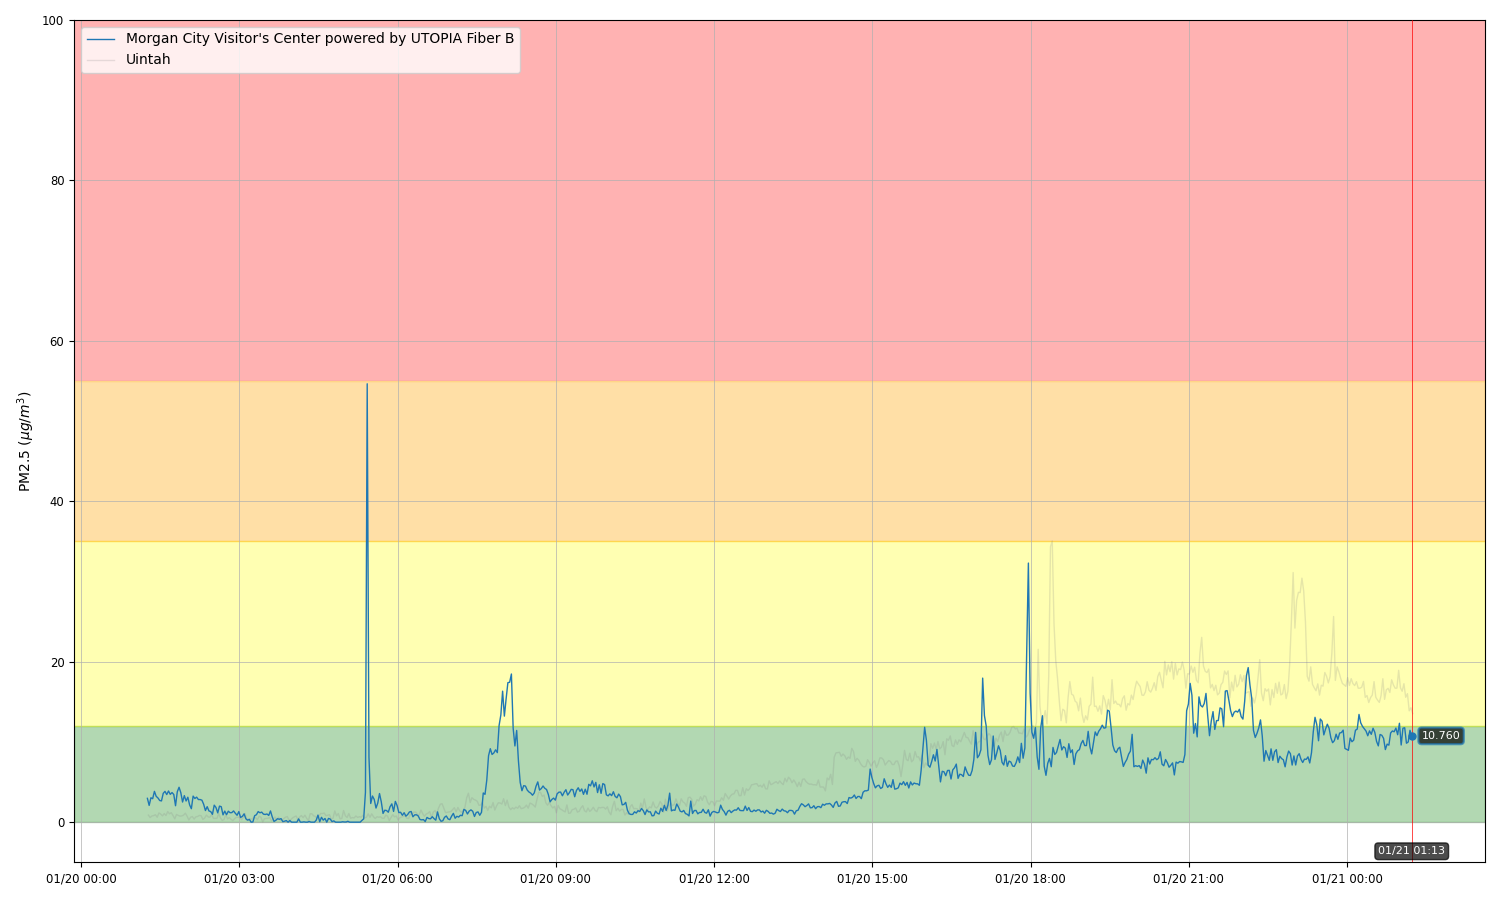 100
Morgan City Visitor's Center powered by UTOPIA Fiber B
Uintah
80
60
PM2.5 (μg/m³)
40
20
10.760
0
01/21 01:13
01/20 00:00 01/20 03:00 01/20 06:00 01/20 09:00 01/20 12:00 01/20 15:00 01/20 18:00 01/20 21:00 01/21 00:00